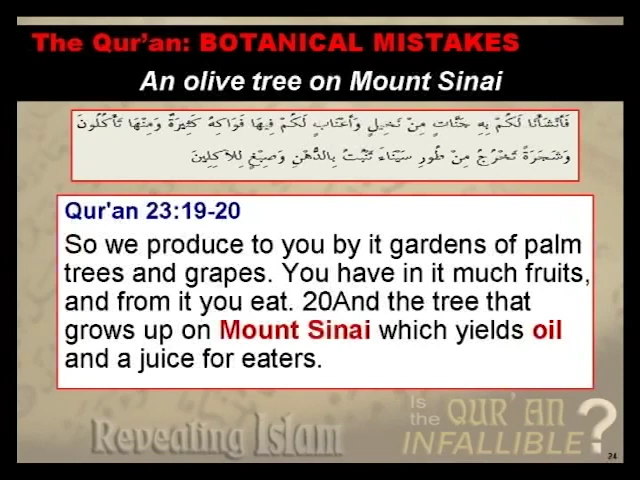 The Qur’an: BOTANICAL MISTAKES
An olive tree on Mount Sinai
فَأَنْشَأْنَا لَكُمْ بِهِ جَنَّاتٍ مِنْ نَخِيلٍ وَأَعْنَابٍ لَكُمْ فِيهَا فَوَاكِهُ كَثِيرَةٌ وَمِنْهَا تَأْكُلُونَ
وَشَجَرَةً تَخْرُجُ مِنْ طُورِ سَيْنَاءَ تَنْبُتُ بِالدُّهْنِ وَصِبْغٍ لِلْآكِلِينَ
Qur'an 23:19-20
So we produce to you by it gardens of palm
trees and grapes. You have in it much fruits,
and from it you eat. 20And the tree that
grows up on Mount Sinai which yields oil
and a juice for eaters.
Revealing Islam
Is
the QUR'AN
INFALLIBLE?
24